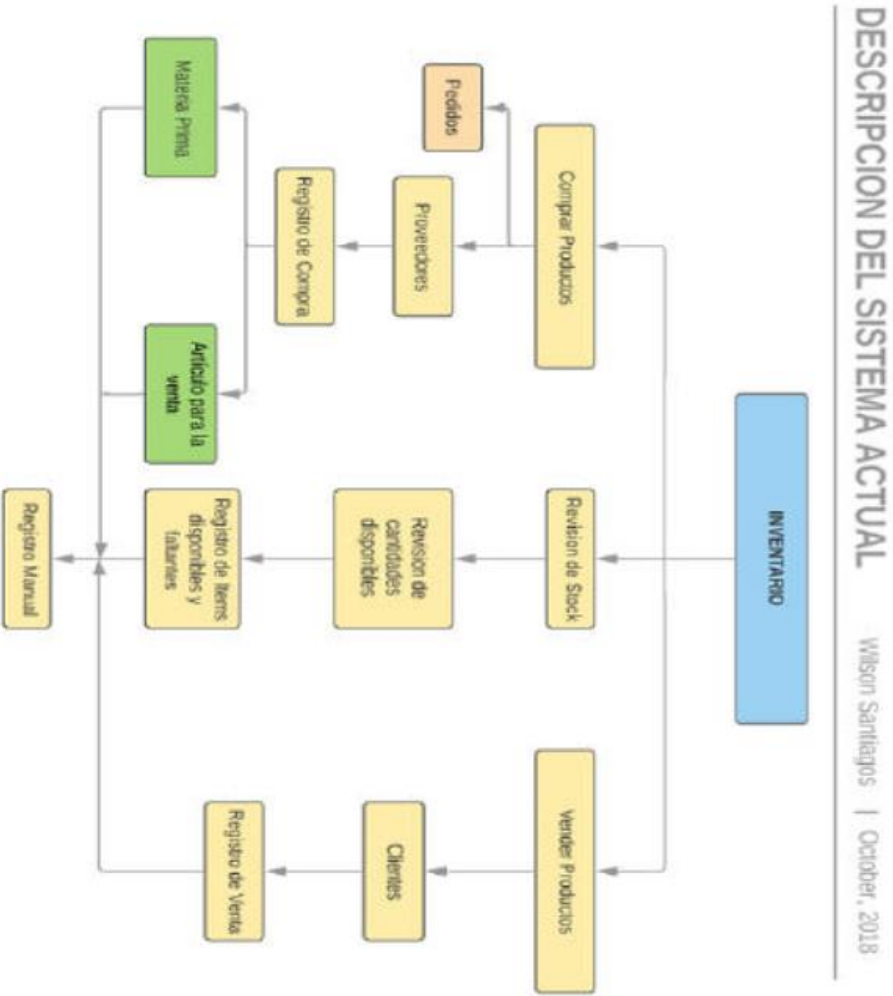 DESCRIPCION DEL SISTEMA ACTUAL
Wilson Santiagos | October, 2018
INVENTARIO
Comprar Productos
Revision de Stock
Vender Productos
Pedidos
Proveedores
Revision de
cantidades
disponibles
Clientes
Registro de Compra
Registro de Items
disponibles y
faltantes
Registro de Venta
Materia Prima
Artículo para la
venta
Registro Manual